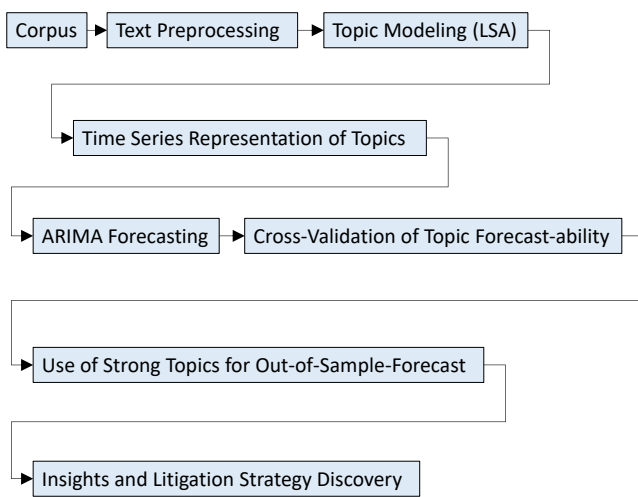 Corpus
Text Preprocessing
Topic Modeling (LSA)
Time Series Representation of Topics
ARIMA Forecasting
Cross-Validation of Topic Forecast-ability
Use of Strong Topics for Out-of-Sample-Forecast
Insights and Litigation Strategy Discovery